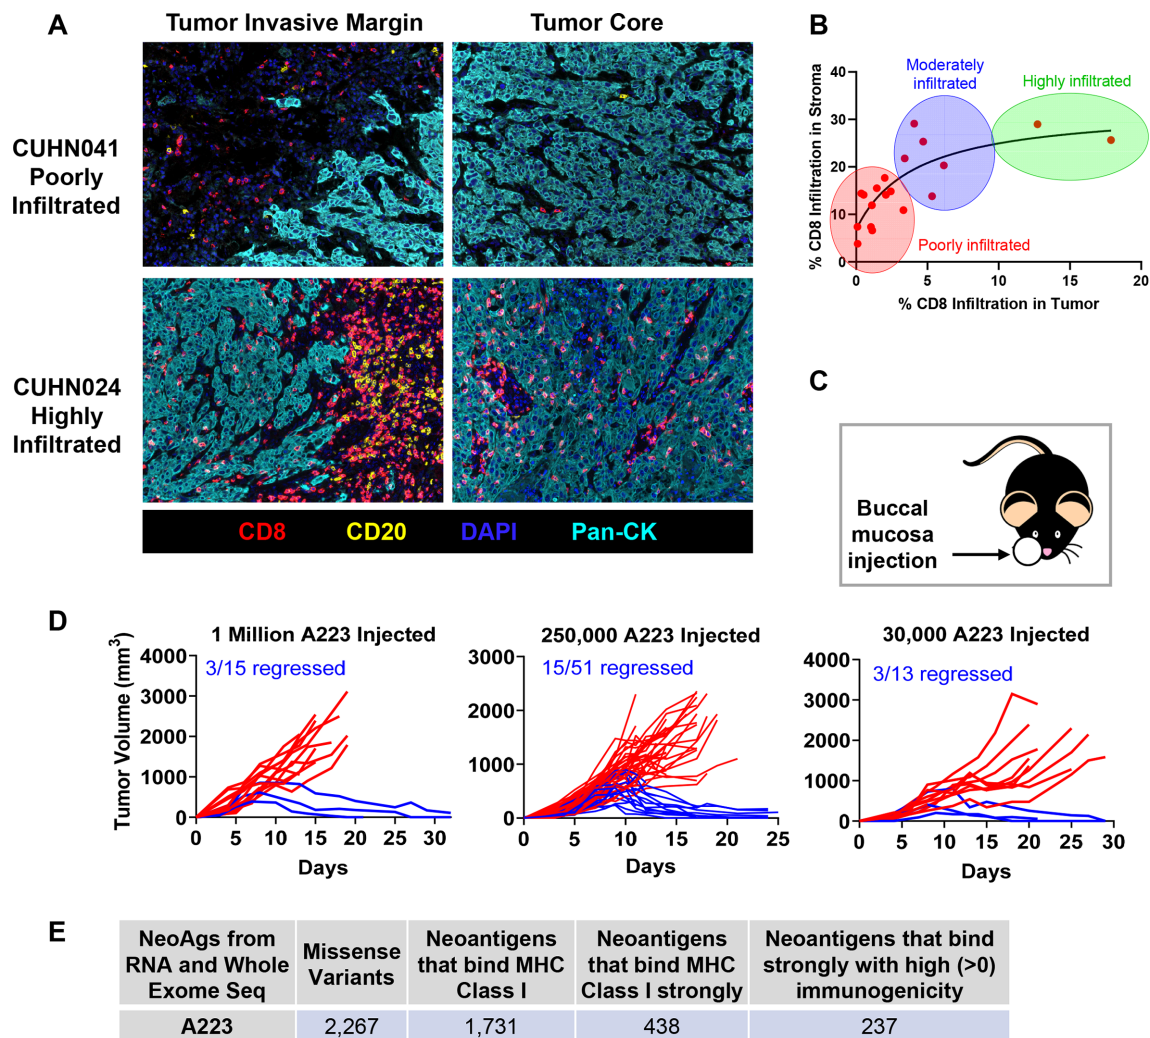 A
Tumor Invasive Margin
Tumor Core
CUHN041
Poorly
Infiltrated
CUHN024
Highly
Infiltrated
CD8
CD20
DAPI
Pan-CK
B
% CD8 Infiltration in Stroma
40
30
20
10
0
Moderately
infiltrated
Highly infiltrated
Poorly infiltrated
0
5
10
15
20
% CD8 Infiltration in Tumor
C
Buccal
mucosa
injection
D
1 Million A223 Injected
3/15 regressed
Tumor Volume (mm3)
4000
3000
2000
1000
0
0 5 10 15 20 25 30
Days
250,000 A223 Injected
15/51 regressed
3000
2000
1000
0
0 5 10 15 20 25
Days
30,000 A223 Injected
3/13 regressed
4000
3000
2000
1000
0
0 5 10 15 20 25 30
Days
E
NeoAgs from
RNA and Whole
Exome Seq
Missense
Variants
Neoantigens
that bind MHC
Class I
Neoantigens
that bind MHC
Class I strongly
Neoantigens that bind
strongly with high (>0)
immunogenicity
A223
2,267
1,731
438
237